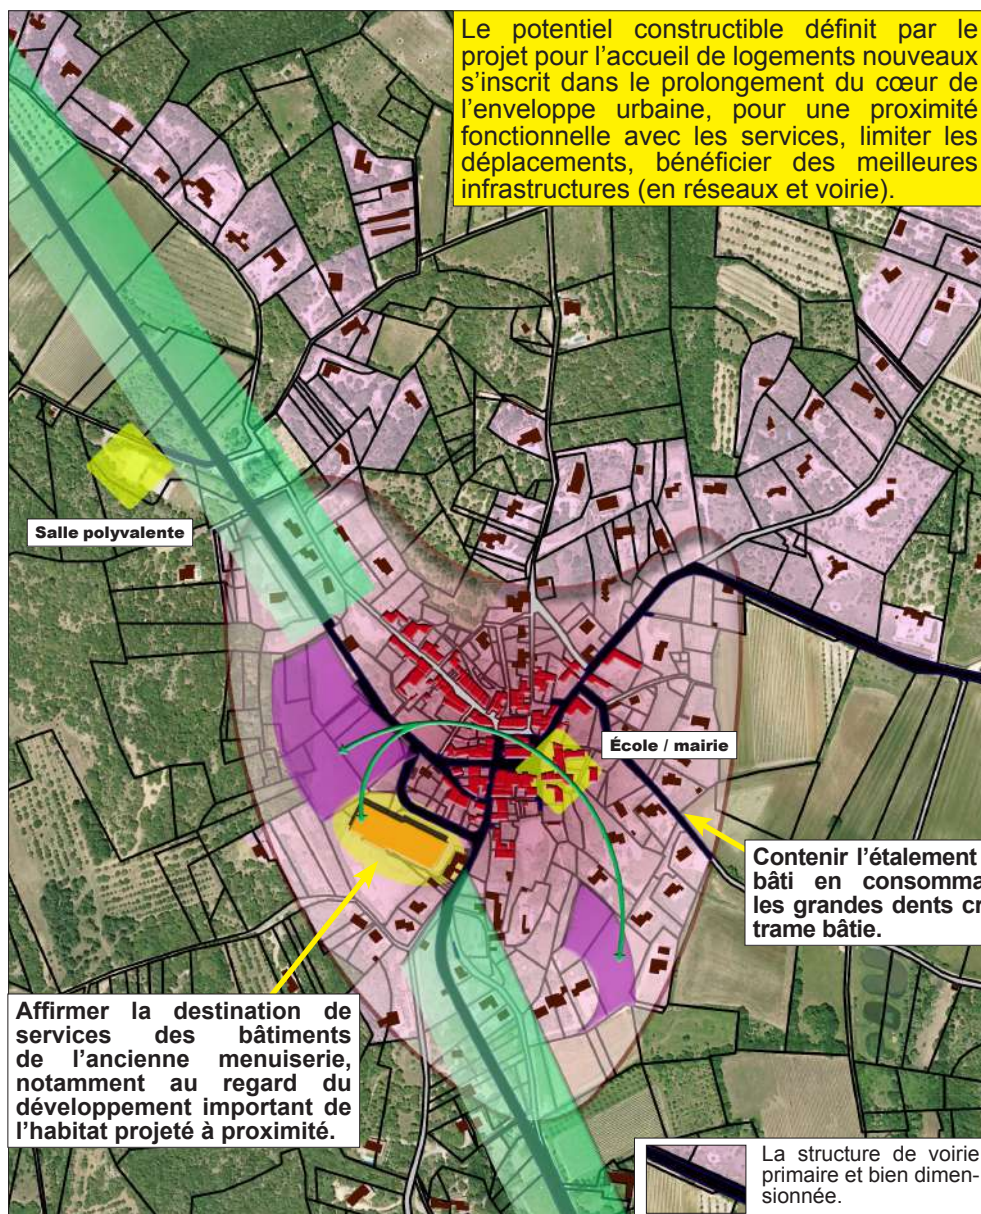 Le potentiel constructible définit par le
projet pour l’accueil de logements nouveaux
s’inscrit dans le prolongement du cœur de
l’enveloppe urbaine, pour une proximité
fonctionnelle avec les services, limiter les
déplacements, bénéficier des meilleures
infrastructures (en réseaux et voirie).
Salle polyvalente
École / mairie
Contenir l’étalement
bâti en consomma
les grandes dents cr
trame bâtie.
Affirmer la destination de
services des bâtiments
de l’ancienne menuiserie,
notamment au regard du
développement important de
l’habitat projeté à proximité.
La structure de voirie
primaire et bien dimen-
sionnée.